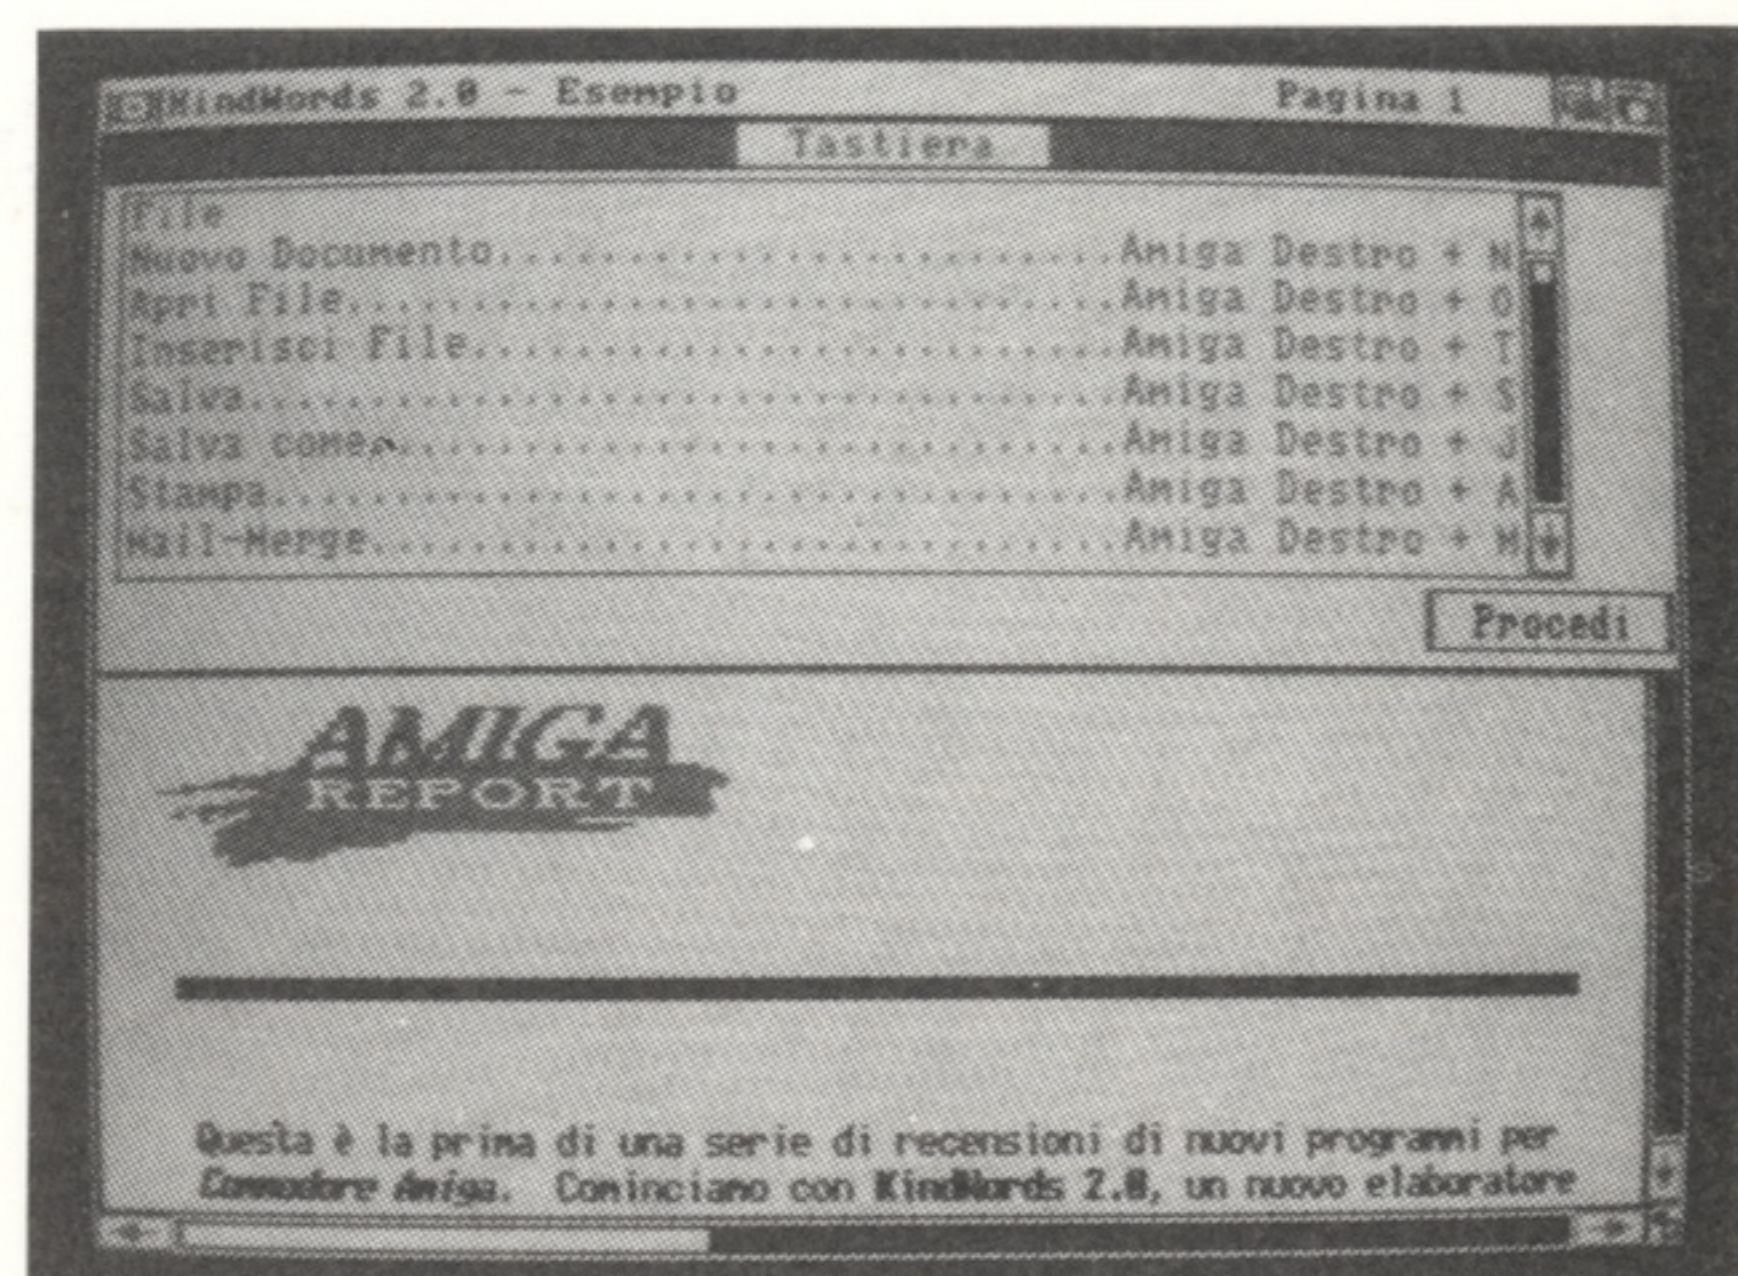 KindWords 2.0 - Esempio Pagina 1
Tastiera
File
Nuovo Documento..........................Amiga Destro + N
Apri File................................Amiga Destro + O
Inserisci File...........................Amiga Destro + T
Salva....................................Amiga Destro + S
Salva come...............................Amiga Destro + J
Stampa...................................Amiga Destro + A
Mail-Merge...............................Amiga Destro + M
Procedi
AMIGA
REPORT
Questa è la prima di una serie di recensioni di nuovi programmi per
Commodore Amiga. Cominciamo con KindWords 2.0, un nuovo elaboratore